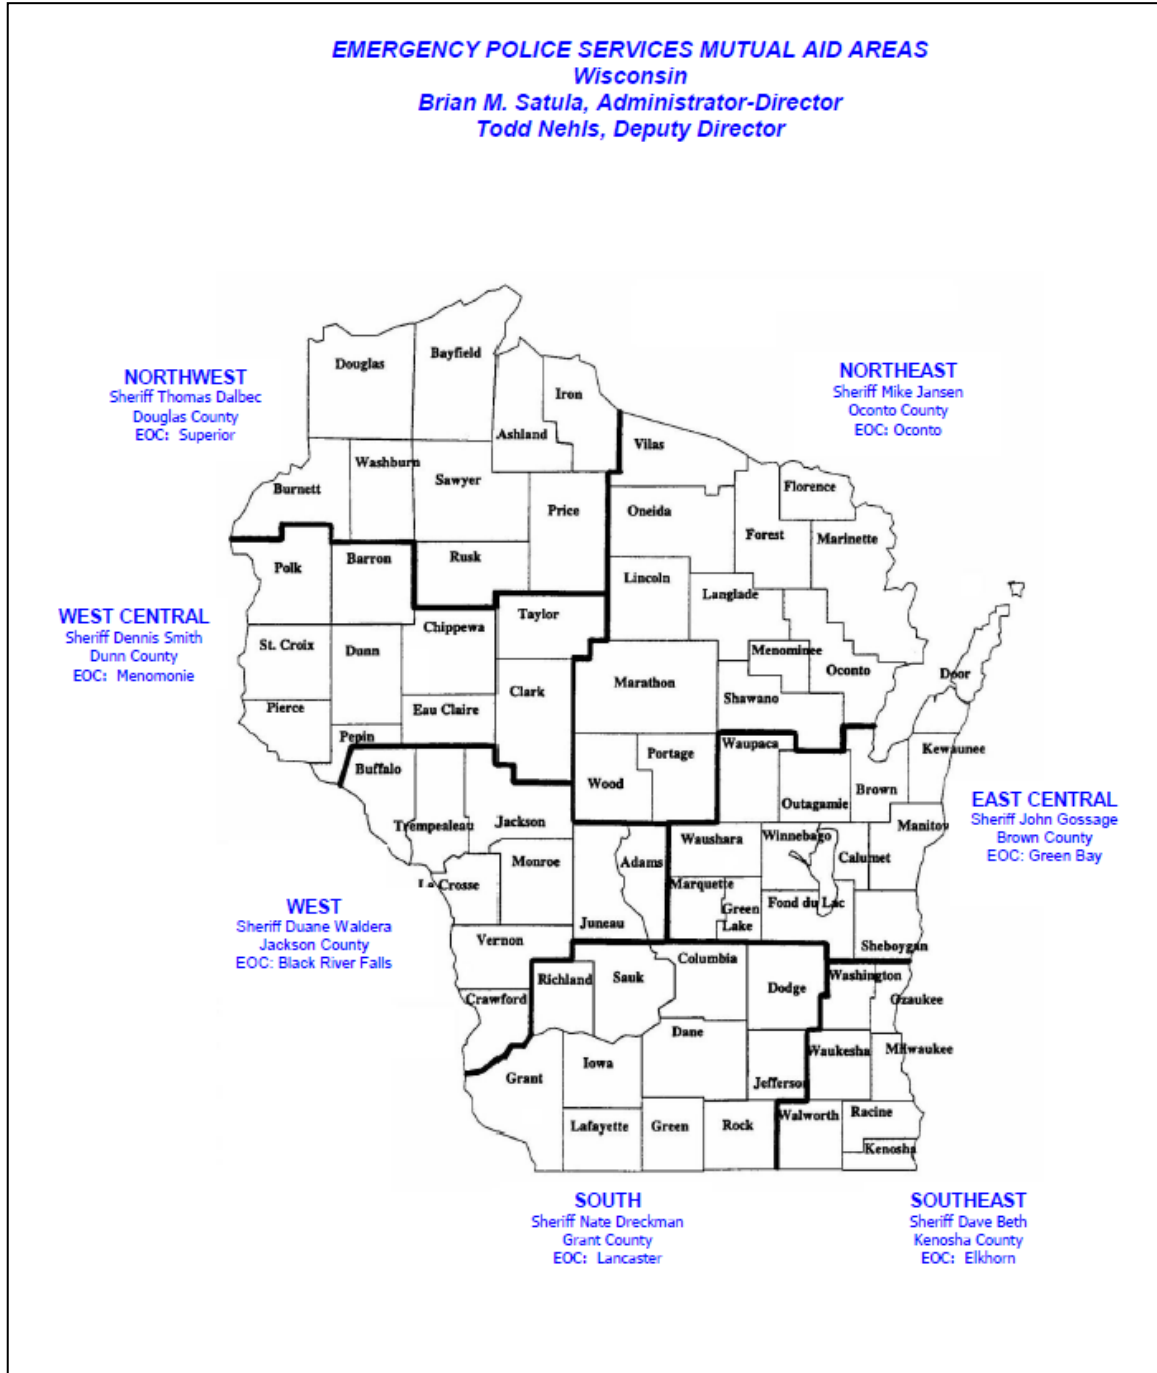 EMERGENCY POLICE SERVICES MUTUAL AID AREAS
Wisconsin
Brian M. Satula, Administrator-Director
Todd Nehls, Deputy Director
NORTHWEST
Sheriff Thomas Dalbec
Douglas County
EOC: Superior
NORTHEAST
Sheriff Mike Jansen
Oconto County
EOC: Oconto
Douglas
Bayfield
Iron
Ashland
Vilas
Washburn
Sawyer
Burnett
Price
Oneida
Florence
Forest
Marinette
Rusk
Barron
Polk
Lincoln
Langlade
Taylor
WEST CENTRAL
Sheriff Dennis Smith
Dunn County
EOC: Menomonie
Chippewa
St. Croix
Dunn
Menominee
Oconto
Door
Marathon
Clark
Shawano
Pierce
Eau Claire
Pepin
Waupaca
Kewaunee
Portage
Buffalo
Wood
Brown
Outagamie
EAST CENTRAL
Sheriff John Gossage
Brown County
EOC: Green Bay
Trempealeau
Jackson
Manitov
Waushara
Winnebago
Calumet
Monroe
Adams
La Crosse
Marquette
Fond du Lac
Green
Lake
Juneau
WEST
Sheriff Duane Waldera
Jackson County
EOC: Black River Falls
Vernon
Sheboygan
Columbia
Richland
Sauk
Dodge
Washington
Crawford
Ozaukee
Dane
Waukesha
Milwaukee
Iowa
Grant
Jefferson
Lafayette
Green
Rock
Walworth
Racine
Kenosha
SOUTH
Sheriff Nate Dreckman
Grant County
EOC: Lancaster
SOUTHEAST
Sheriff Dave Beth
Kenosha County
EOC: Elkhorn